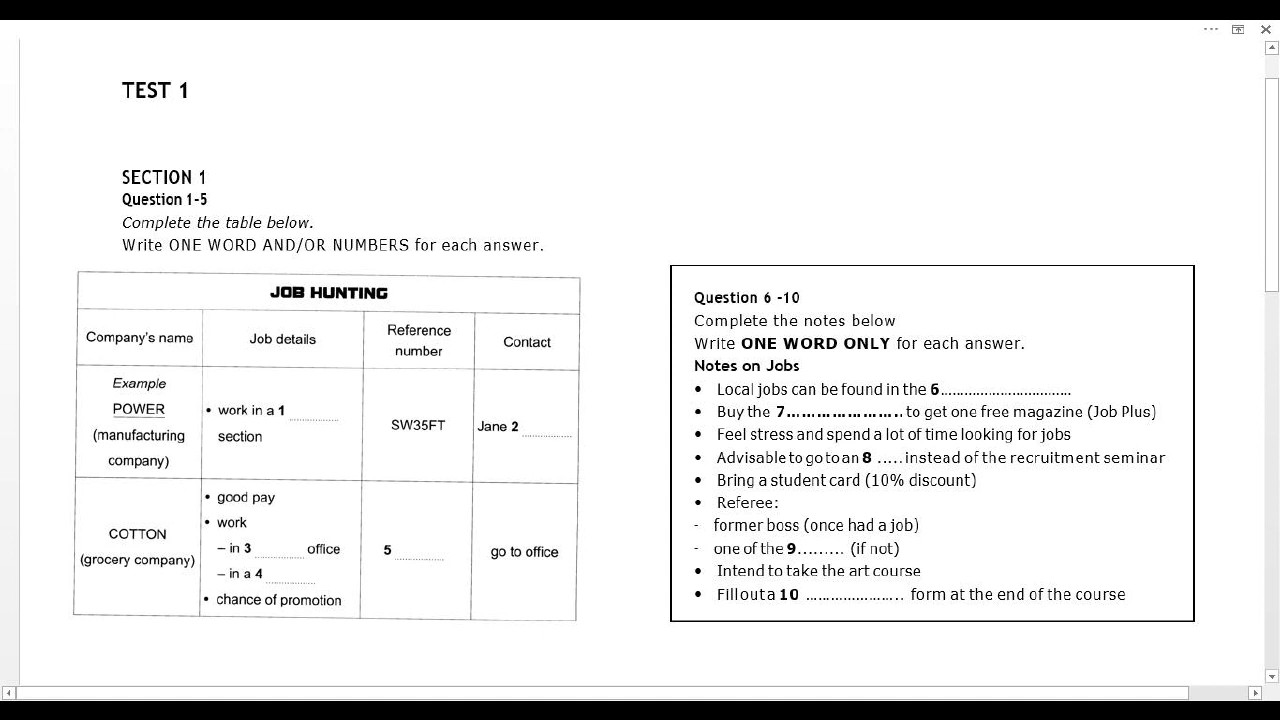 TEST 1
SECTION 1
Question 1-5
Complete the table below.
Write ONE WORD AND/OR NUMBERS for each answer.
JOB HUNTING
Company's name
Job details
Reference
number
Contact
Example
POWER
(manufacturing
company)
• work in a 1 ..............
section
SW35FT
Jane 2 ..............
COTTON
(grocery company)
• good pay
• work
– in 3 .............. office
– in a 4 ..............
• chance of promotion
5 ..............
go to office
Question 6 -10
Complete the notes below
Write ONE WORD ONLY for each answer.
Notes on Jobs
• Local jobs can be found in the 6................................
• Buy the 7........................to get one free magazine (Job Plus)
• Feel stress and spend a lot of time looking for jobs
• Advisable to go to an 8 .....instead of the recruitment seminar
• Bring a student card (10% discount)
• Referee:
- former boss (once had a job)
- one of the 9......... (if not)
• Intend to take the art course
• Fill out a 10 ........................ form at the end of the course